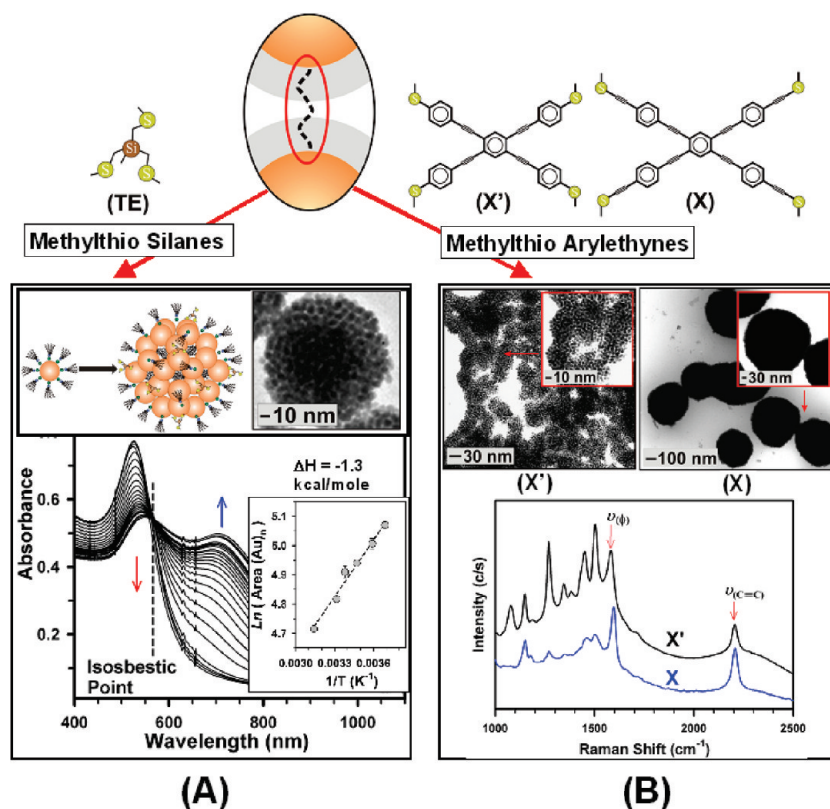 S
S
S
Si
(TE)
S
S
S
S
(X')
S
S
S
S
(X)
Methylthio Silanes
Methylthio Arylethynes
10 nm
ΔH = -1.3
kcal/mole
Absorbance
0.6
0.4
0.2
Isosbestic
Point
Ln ( Area (Au)n )
5.1
5.0
4.9
4.8
4.7
0.0030 0.0033 0.0036
1/T (K-1)
400 600 800 1000
Wavelength (nm)
(A)
10 nm
30 nm
(X')
30 nm
100 nm
(X)
Intensity (c/s)
υ(ϕ)
υ(C≡C)
X'
X
1000 1500 2000 2500
Raman Shift (cm-1)
(B)